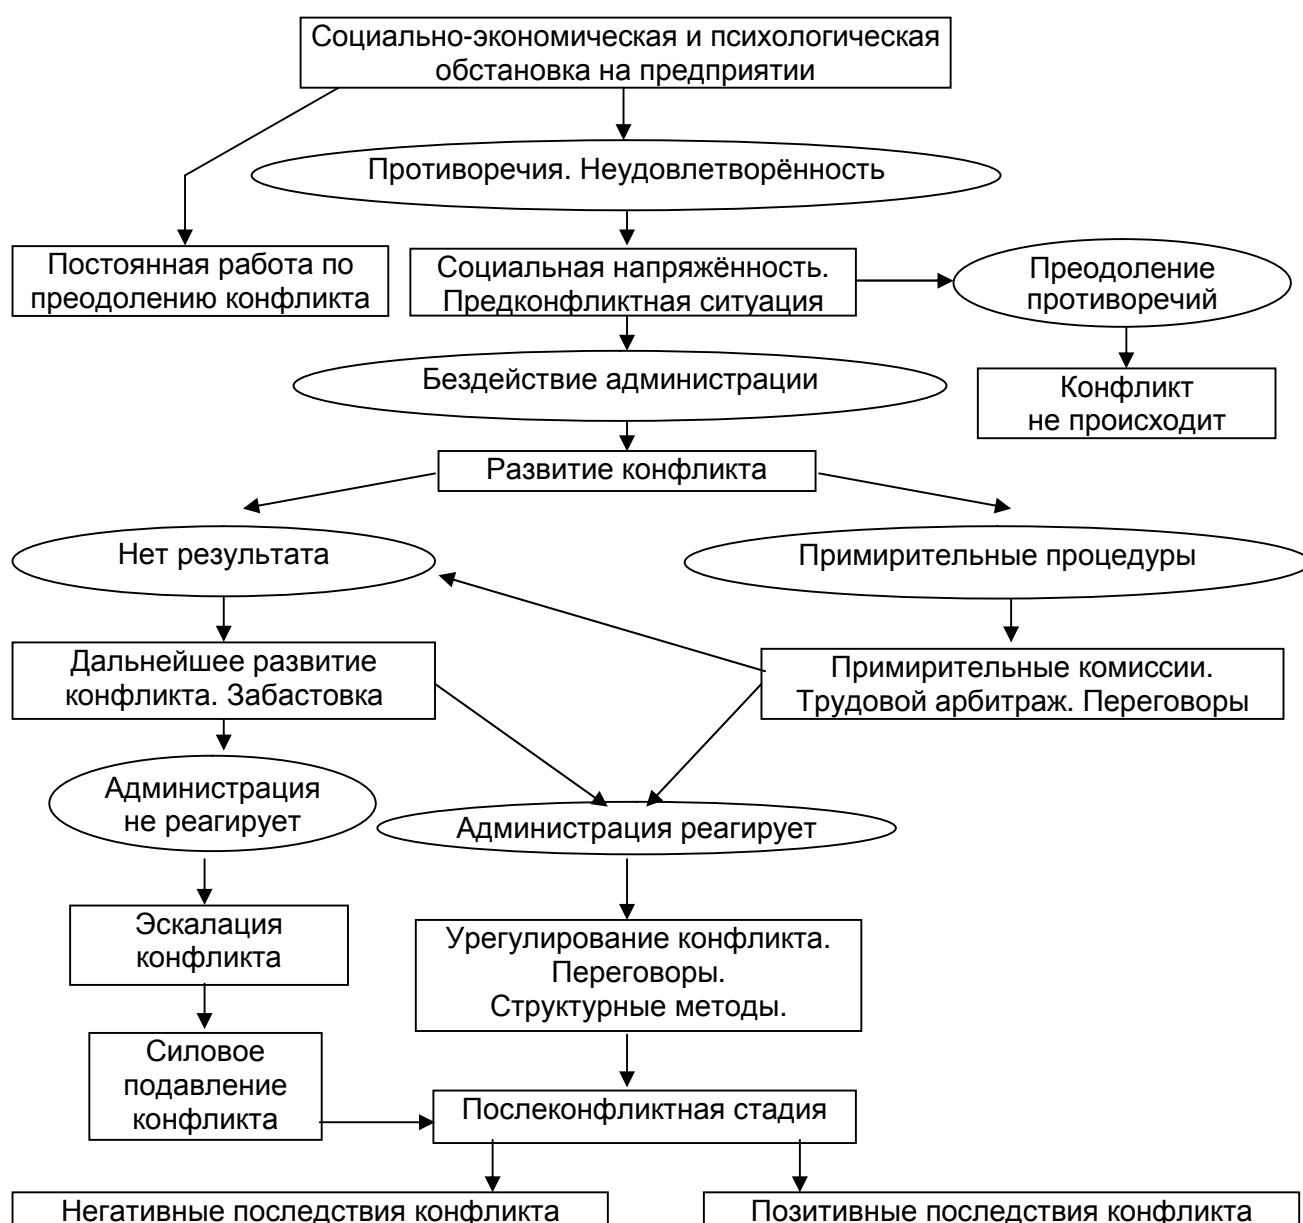 Социально-экономическая и психологическая
обстановка на предприятии
Противоречия. Неудовлетворённость
Постоянная работа по
преодолению конфликта
Социальная напряжённость.
Предконфликтная ситуация
Преодоление
противоречий
Бездействие администрации
Конфликт
не происходит
Развитие конфликта
Нет результата
Примирительные процедуры
Дальнейшее развитие
конфликта. Забастовка
Примирительные комиссии.
Трудовой арбитраж. Переговоры
Администрация
не реагирует
Администрация реагирует
Эскалация
конфликта
Урегулирование конфликта.
Переговоры.
Структурные методы.
Силовое
подавление
конфликта
Послеконфликтная стадия
Негативные последствия конфликта
Позитивные последствия конфликта